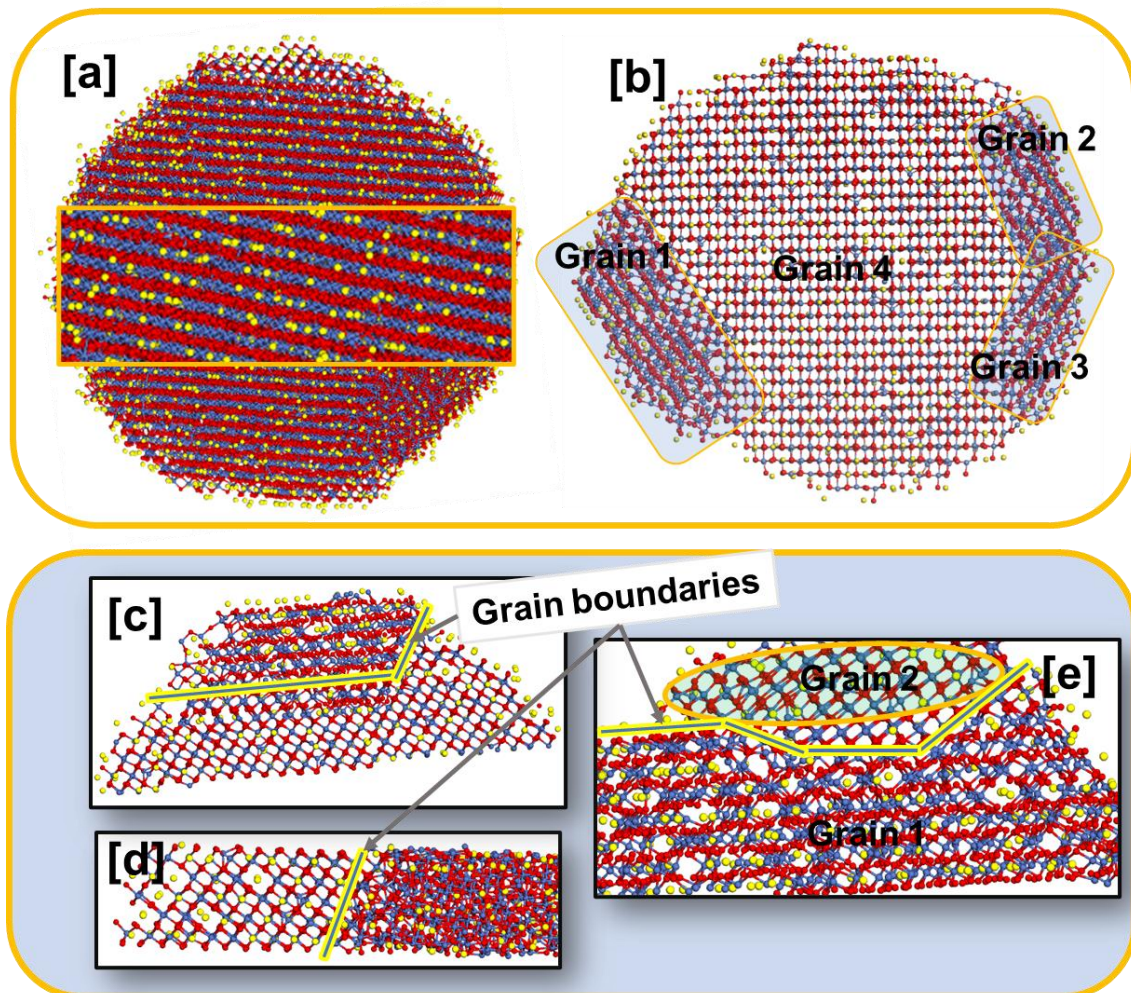 [a]
[b]
Grain 2
Grain 1
Grain 4
Grain 3
[c]
Grain boundaries
[e]
Grain 2
Grain 1
[d]